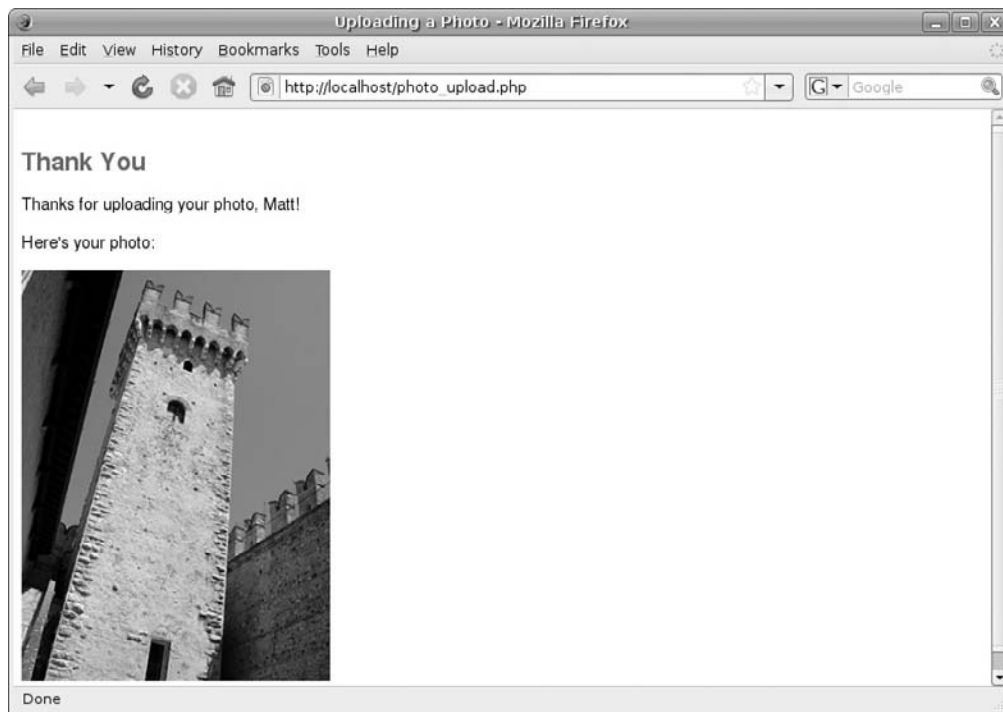 Uploading a Photo - Mozilla Firefox
File Edit View History Bookmarks Tools Help
http://localhost/photo_upload.php
G Google
Thank You
Thanks for uploading your photo, Matt!
Here's your photo:
Done